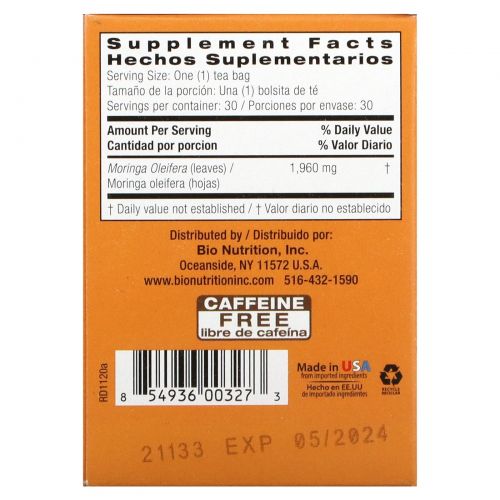 Supplement Facts
Hechos Suplementarios
Serving Size: One (1) tea bag
Tamaño de la porción: Una (1) bolsita de té
Servings per container: 30 / Porciones por envase: 30
Amount Per Serving % Daily Value
Cantidad por porcion % Valor Diario
Moringa Oleifera (leaves) / 1,960 mg †
Moringa oleifera (hojas)
† Daily value not established / † Valor diario no establecido
Distributed by / Distribuido por:
Bio Nutrition, Inc.
Oceanside, NY 11572 U.S.A.
www.bionutritioninc.com 516-432-1590
CAFFEINE
FREE
libre de cafeína
RD1120a
8 54936 00327 3
Made in USA
from imported ingredients
Hecho en EE.UU
de importado ingredientes
PLEASE
RECYCLE
RECICLAR
21133 EXP 05/2024